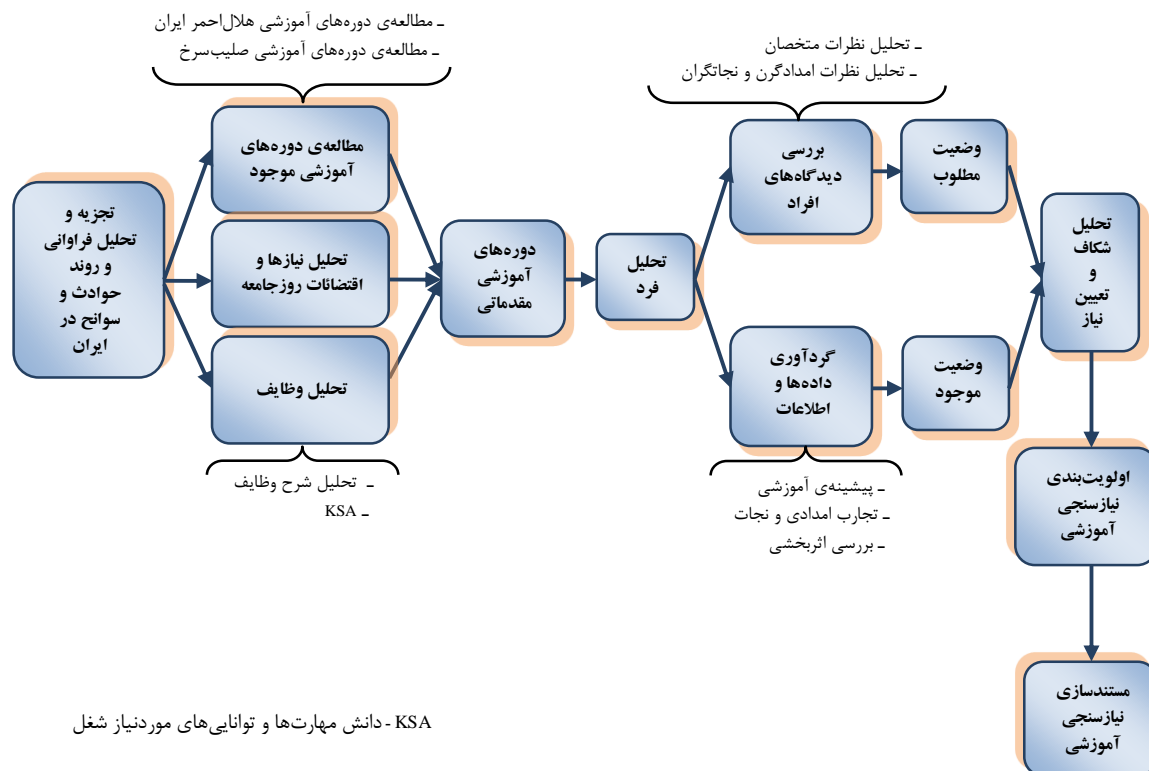 ـ مطالعه‌ی دوره‌های آموزشی هلال‌احمر ایران
ـ مطالعه‌ی دوره‌های آموزشی صلیب‌سرخ
ـ تحلیل نظرات متخصان
ـ تحلیل نظرات امدادگرن و نجاتگران
تجزیه و
تحلیل فراوانی
و روند
حوادث و
سوانح در
ایران
مطالعه‌ی دوره‌های
آموزشی موجود
تحلیل نیازها و
اقتضائات روزجامعه
تحلیل وظایف
ـ تحلیل شرح وظایف
ـ KSA
دوره‌های
آموزشی
مقدماتی
تحلیل
فرد
بررسی
دیدگاه‌های
افراد
گردآوری
داده‌ها و
اطلاعات
ـ پیشینه‌ی آموزشی
ـ تجارب امدادی و نجات
ـ بررسی اثربخشی
وضعیت
مطلوب
وضعیت
موجود
تحلیل
شکاف
و
تعیین
نیاز
اولویت‌بندی
نیازسنجی
آموزشی
مستندسازی
نیازسنجی
آموزشی
KSA - دانش مهارت‌ها و توانایی‌های موردنیاز شغل